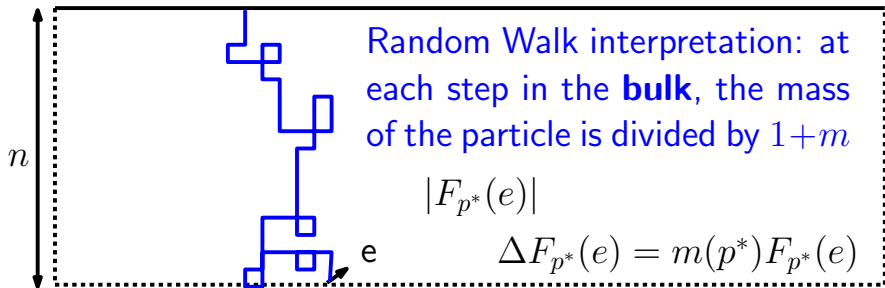 Random Walk interpretation: at
each step in the bulk, the mass
of the particle is divided by 1+m
n
|F_{p^*}(e)|
e
ΔF_{p^*}(e) = m(p^*)F_{p^*}(e)